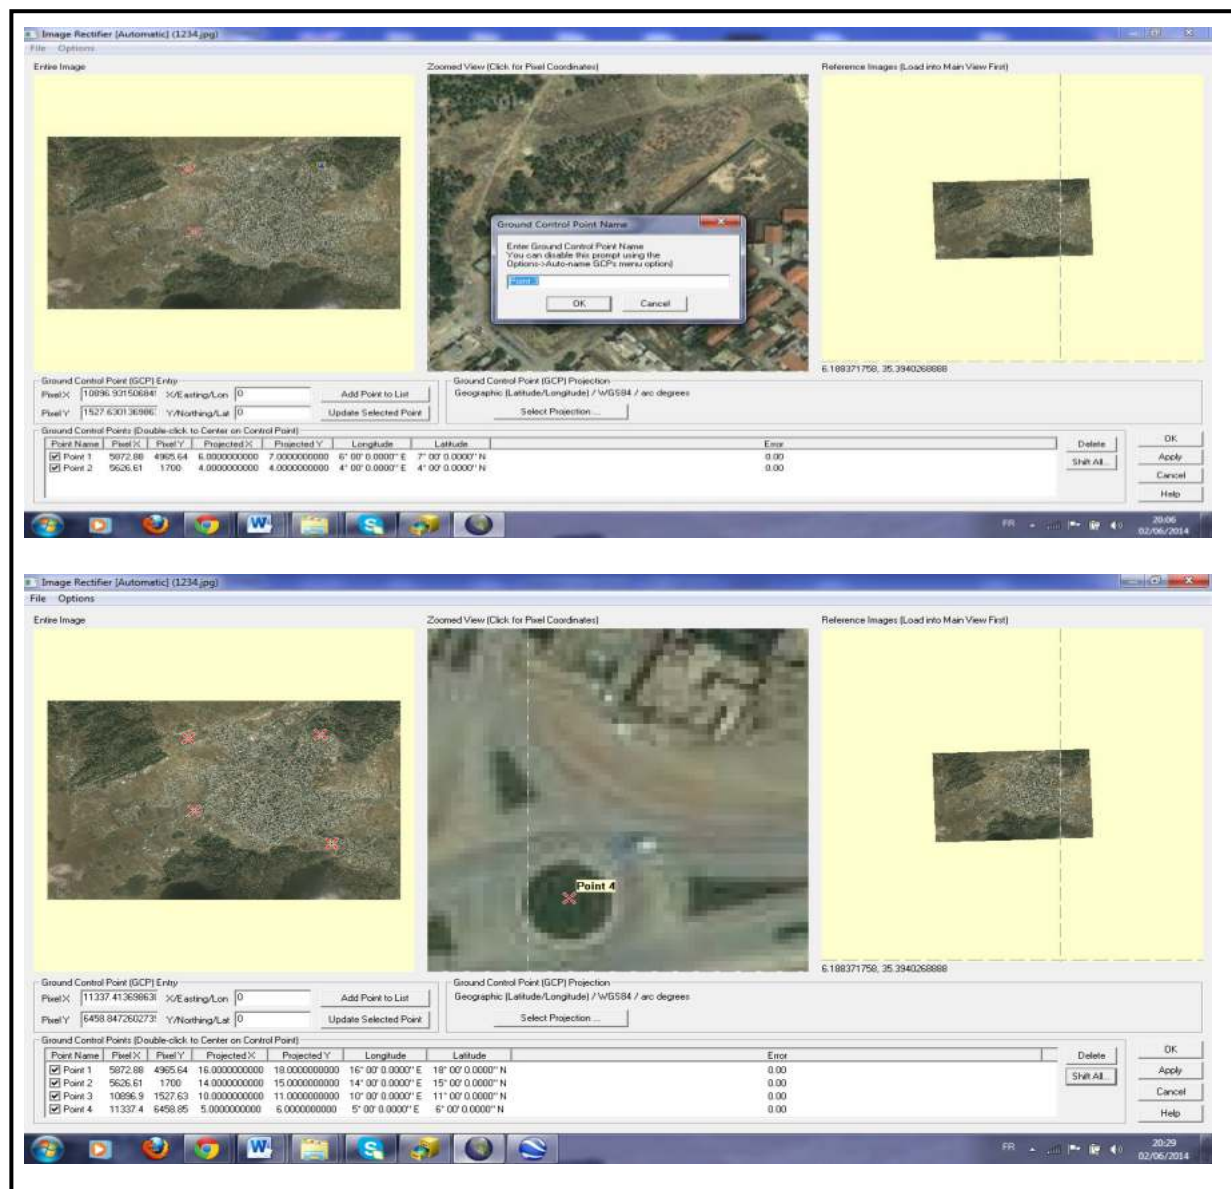 Image Rectifier [Automatic] (1234.jpg)
File Options
Entire Image Zoomed View (Click for Pixel Coordinates) Reference Images (Load into Main View First)
Ground Control Point Name
Enter Ground Control Point Name
You can disable this prompt using the
Options->Auto-name GCPs menu option)
Point 3
OK Cancel
6.188371758, 35.3940268888
Ground Control Point (GCP) Entry Ground Control Point (GCP) Projection
Pixel X 10896.931506849 X/Easting/Lon 0 Add Point to List Geographic (Latitude/Longitude) / WGS84 / arc degrees
Pixel Y 1527.630136986 Y/Northing/Lat 0 Update Selected Point Select Projection ...
Ground Control Points (Double-click to Center on Control Point)
Point Name Pixel X Pixel Y Projected X Projected Y Longitude Latitude Error Delete OK
Point 1 5872.88 4965.64 6.0000000000 7.0000000000 6° 00' 0.0000" E 7° 00' 0.0000" N 0.00 Shift All... Apply
Point 2 5626.61 1700 4.0000000000 4.0000000000 4° 00' 0.0000" E 4° 00' 0.0000" N 0.00
Cancel
Help
FR 20:06
02/06/2014
Image Rectifier [Automatic] (1234.jpg)
File Options
Entire Image Zoomed View (Click for Pixel Coordinates) Reference Images (Load into Main View First)
Point 4
6.188371758, 35.3940268888
Ground Control Point (GCP) Entry Ground Control Point (GCP) Projection
Pixel X 11337.41369863 X/Easting/Lon 0 Add Point to List Geographic (Latitude/Longitude) / WGS84 / arc degrees
Pixel Y 6458.847260273 Y/Northing/Lat 0 Update Selected Point Select Projection ...
Ground Control Points (Double-click to Center on Control Point)
Point Name Pixel X Pixel Y Projected X Projected Y Longitude Latitude Error Delete OK
Point 1 5872.88 4965.64 16.0000000000 18.0000000000 16° 00' 0.0000" E 18° 00' 0.0000" N 0.00 Shift All... Apply
Point 2 5626.61 1700 14.0000000000 15.0000000000 14° 00' 0.0000" E 15° 00' 0.0000" N 0.00
Point 3 10896.9 1527.63 10.0000000000 11.0000000000 10° 00' 0.0000" E 11° 00' 0.0000" N 0.00 Cancel
Point 4 11337.4 6458.85 5.0000000000 6.0000000000 5° 00' 0.0000" E 6° 00' 0.0000" N 0.00 Help
FR 20:29
02/06/2014